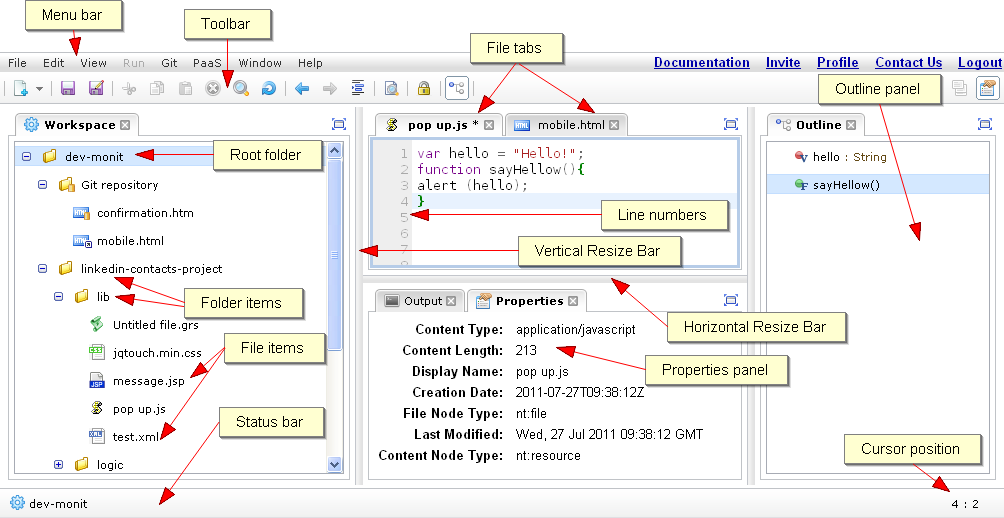 Menu bar
Toolbar
File tabs
File Edit View Run Git PaaS Window Help
Documentation Invite Profile Contact Us Logout
Outline panel
Workspace
dev-monit
Root folder
Git repository
confirmation.htm
mobile.html
linkedin-contacts-project
lib
Folder items
Untitled file.grs
jqtouch.min.css
File items
message.jsp
pop up.js
test.xml
Status bar
logic
pop up.js *
mobile.html
1 var hello = "Hello!";
2 function sayHellow(){
3 alert (hello);
4 }
5
6
7
8
Line numbers
Vertical Resize Bar
Horizontal Resize Bar
Output
Properties
Content Type: application/javascript
Content Length: 213
Properties panel
Display Name: pop up.js
Creation Date: 2011-07-27T09:38:12Z
File Node Type: nt:file
Last Modified: Wed, 27 Jul 2011 09:38:12 GMT
Content Node Type: nt:resource
Outline
hello : String
sayHellow()
Cursor position
dev-monit
4 : 2